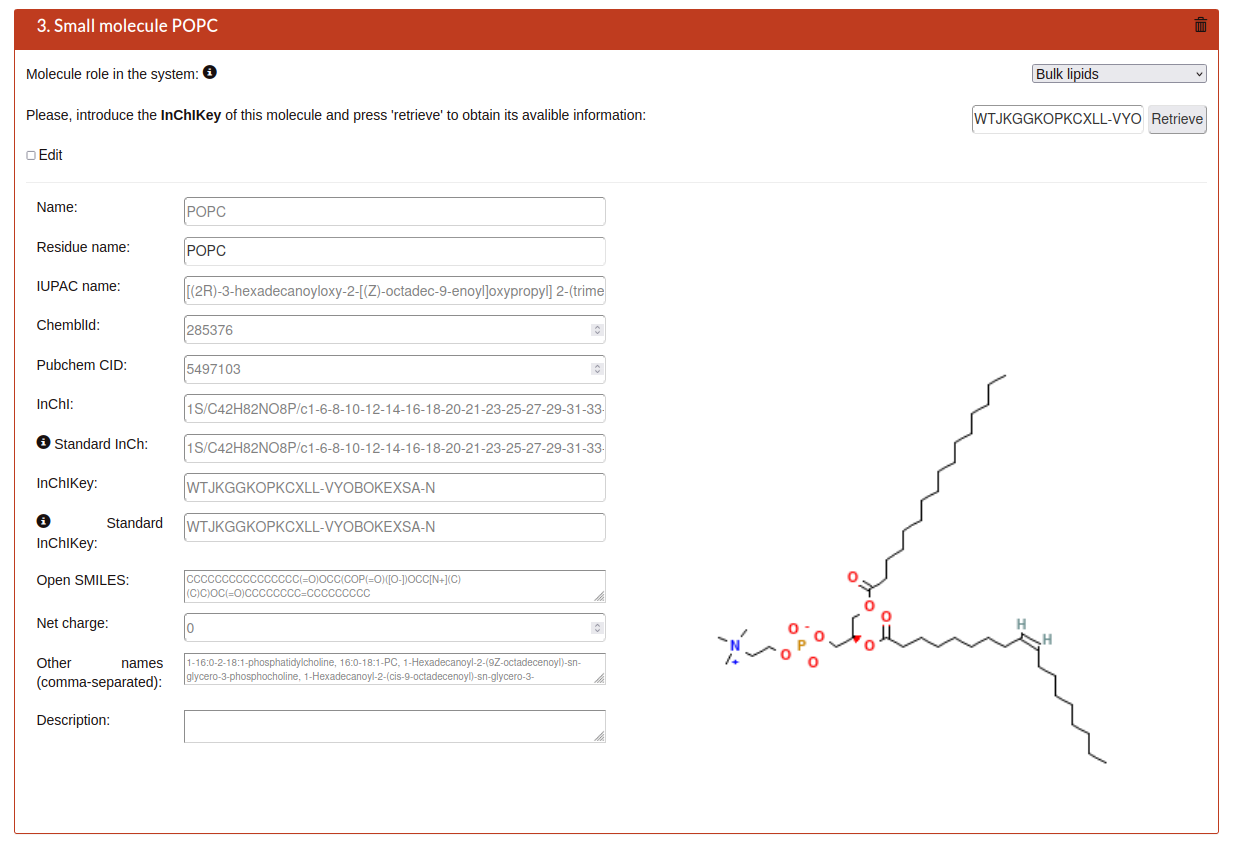 3. Small molecule POPC
Molecule role in the system:
Bulk lipids
Please, introduce the InChIKey of this molecule and press 'retrieve' to obtain its avalible information:
WTJKGGKOPKCXLL-VYO
Retrieve
Edit
Name:
POPC
Residue name:
POPC
IUPAC name:
[(2R)-3-hexadecanoyloxy-2-[(Z)-octadec-9-enoyl]oxypropyl] 2-(trime
ChemblId:
285376
Pubchem CID:
5497103
InChI:
1S/C42H82NO8P/c1-6-8-10-12-14-16-18-20-21-23-25-27-29-31-33-
Standard InCh:
1S/C42H82NO8P/c1-6-8-10-12-14-16-18-20-21-23-25-27-29-31-33-
InChIKey:
WTJKGGKOPKCXLL-VYOBOKEXSA-N
Standard
InChIKey:
WTJKGGKOPKCXLL-VYOBOKEXSA-N
Open SMILES:
CCCCCCCCCCCCCCCC(=O)OCC(COP(=O)([O-])OCC[N+](C)
(C)C)OC(=O)CCCCCCCC=CCCCCCCCC
Net charge:
0
Other names
(comma-separated):
1-16:0-2-18:1-phosphatidylcholine, 16:0-18:1-PC, 1-Hexadecanoyl-2-(9Z-octadecenoyl)-sn-
glycero-3-phosphocholine, 1-Hexadecanoyl-2-(cis-9-octadecenoyl)-sn-glycero-3-
Description:
O
O
O
H
H
O -
O
P
N
+
O
O
O